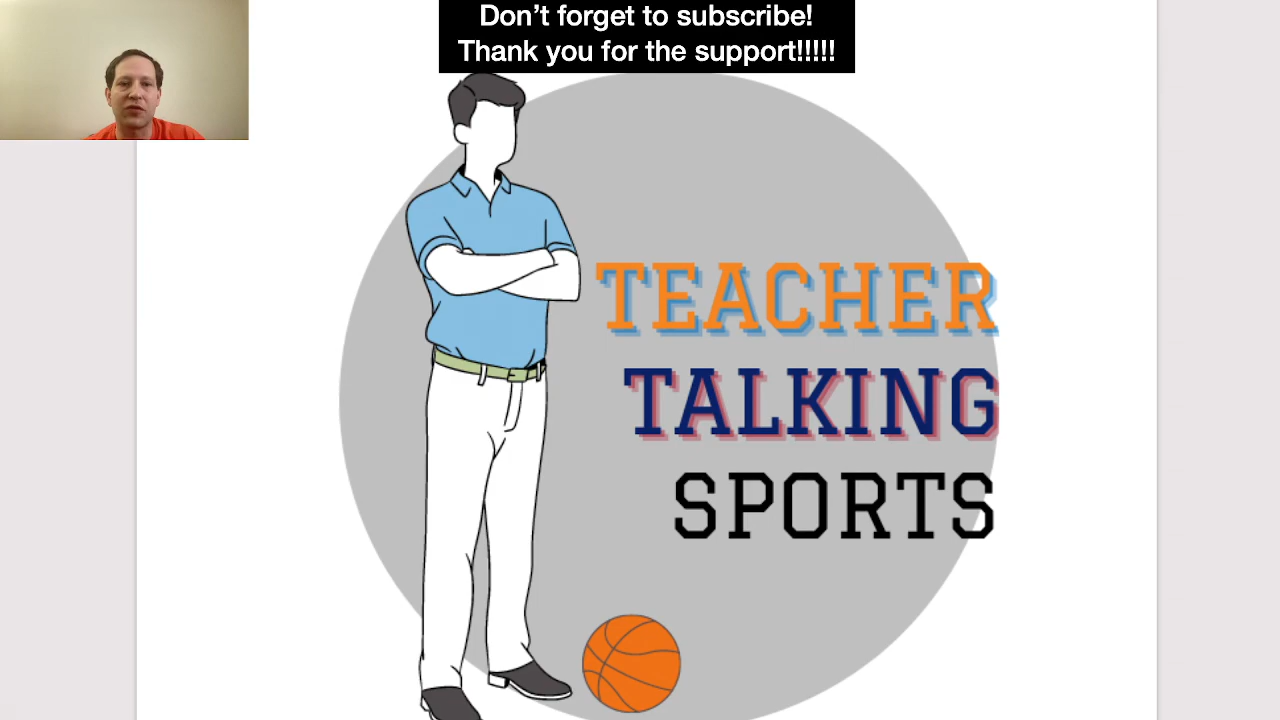 Don’t forget to subscribe!
Thank you for the support!!!!!
TEACHER
TALKING
SPORTS